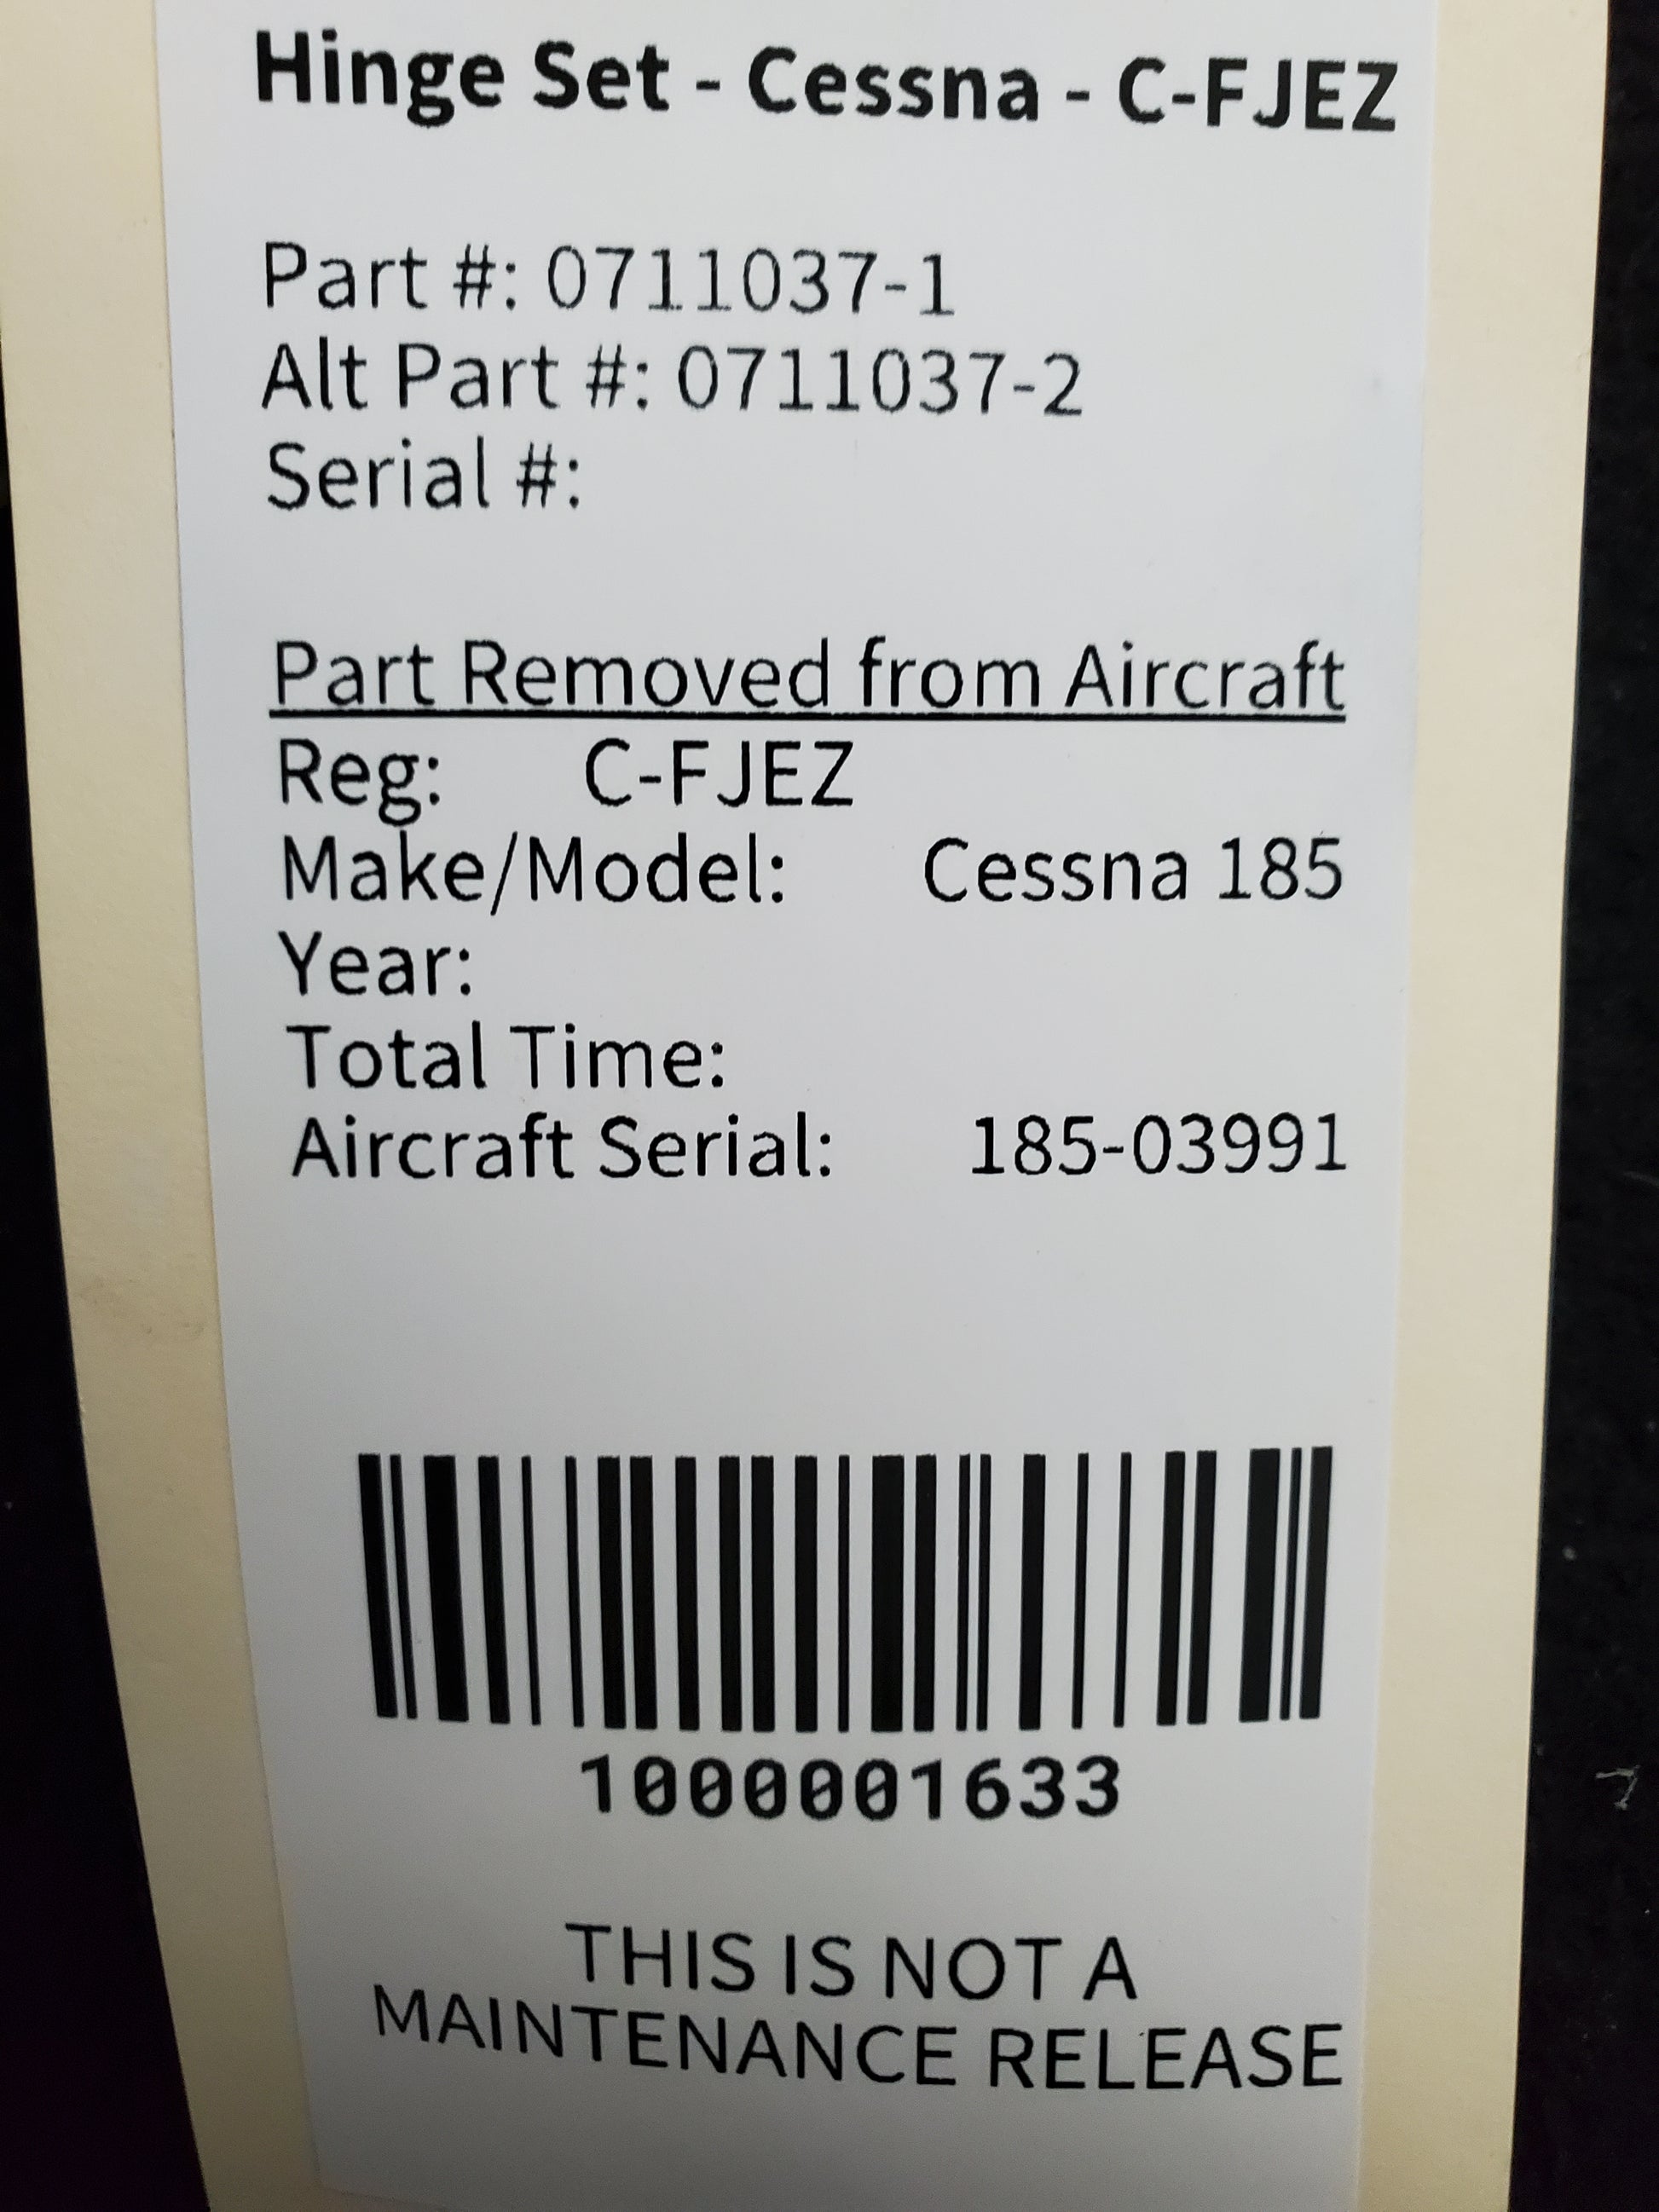 Hinge Set - Cessna - C-FJEZ
Part #: 0711037-1
Alt Part #: 0711037-2
Serial #:
Part Removed from Aircraft
Reg: C-FJEZ
Make/Model: Cessna 185
Year:
Total Time:
Aircraft Serial: 185-03991
1000001633
THIS IS NOT A
MAINTENANCE RELEASE